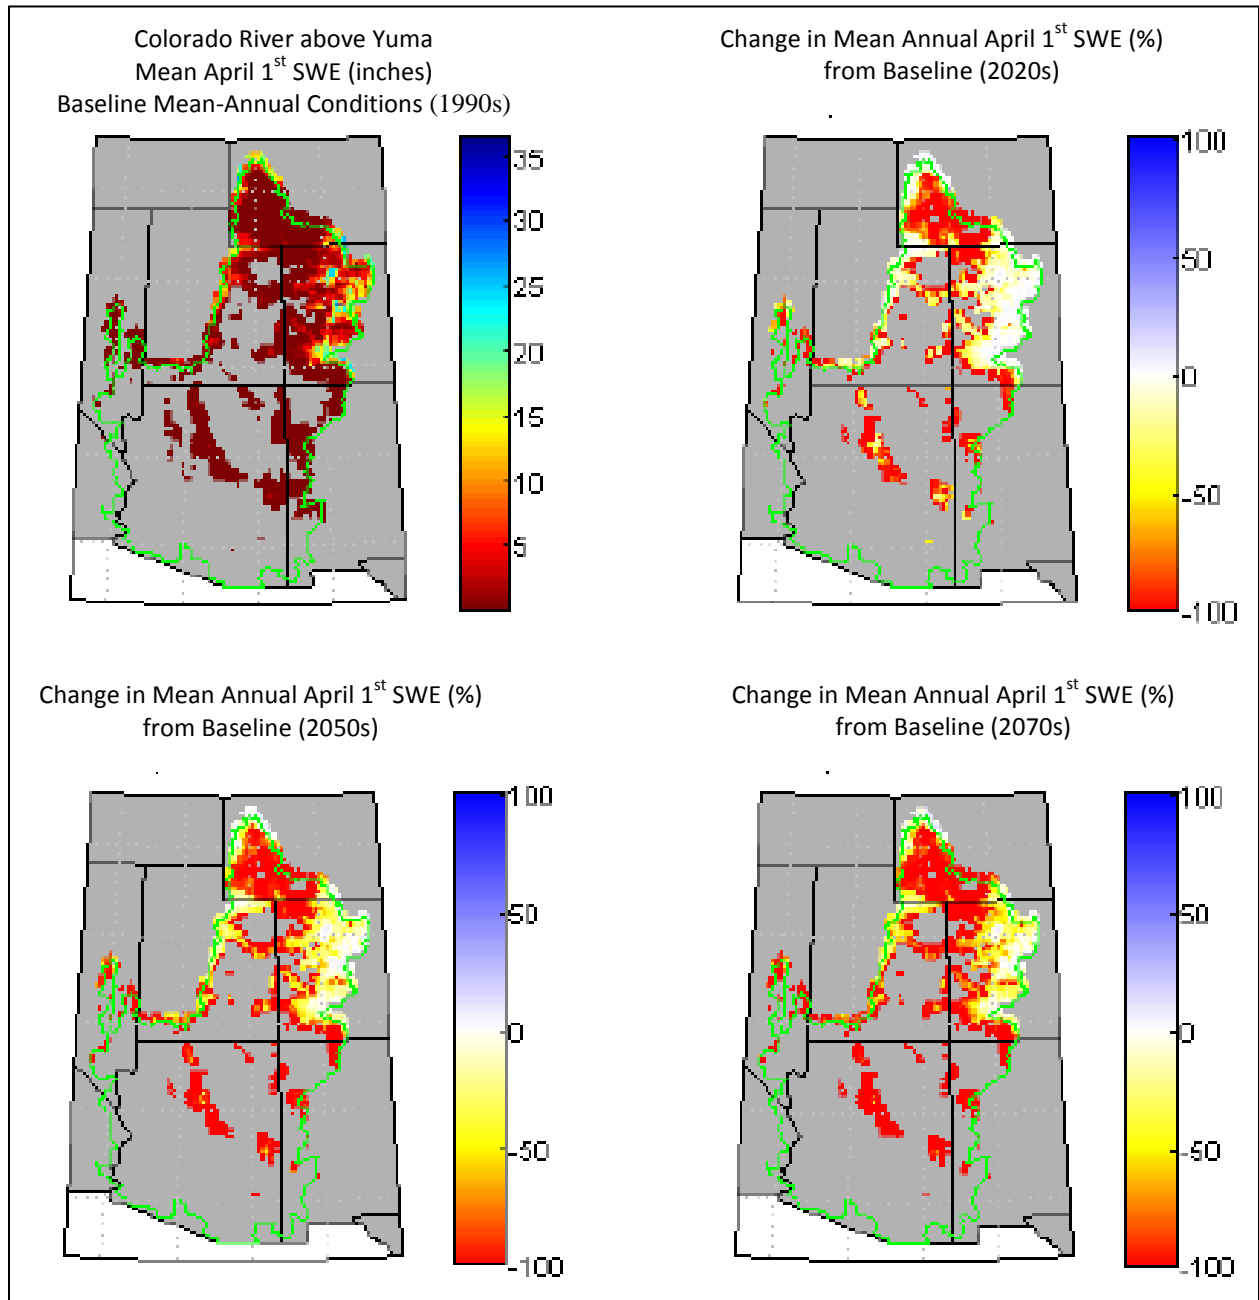 Colorado River above Yuma
Mean April 1st SWE (inches)
Baseline Mean-Annual Conditions (1990s)
35
30
25
20
15
10
5
Change in Mean Annual April 1st SWE (%)
from Baseline (2020s)
100
50
0
-50
-100
Change in Mean Annual April 1st SWE (%)
from Baseline (2050s)
100
50
0
-50
-100
Change in Mean Annual April 1st SWE (%)
from Baseline (2070s)
100
50
0
-50
-100